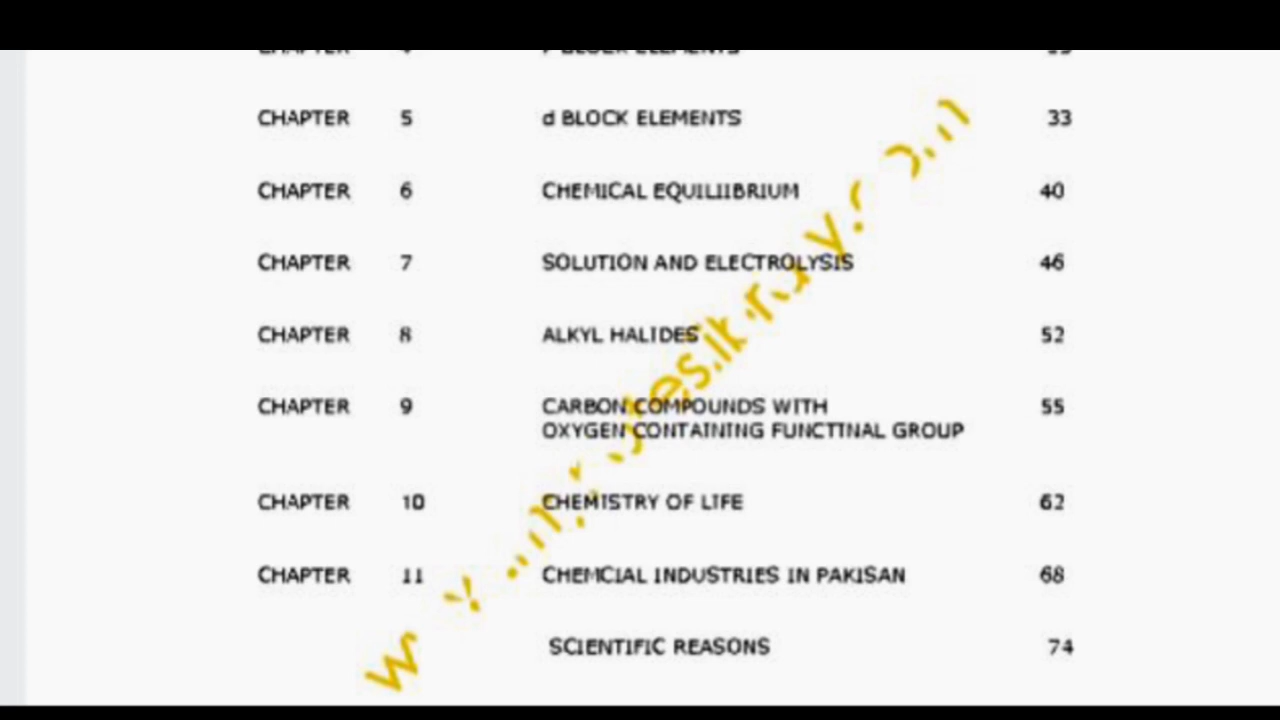 CHAPTER 5 d BLOCK ELEMENTS 33
CHAPTER 6 CHEMICAL EQUILIIBRIUM 40
CHAPTER 7 SOLUTION AND ELECTROLYSIS 46
CHAPTER 8 ALKYL HALIDES 52
CHAPTER 9 CARBON COMPOUNDS WITH 55
OXYGEN CONTAINING FUNCTINAL GROUP
CHAPTER 10 CHEMISTRY OF LIFE 62
CHAPTER 11 CHEMCIAL INDUSTRIES IN PAKISAN 68
SCIENTIFIC REASONS 74